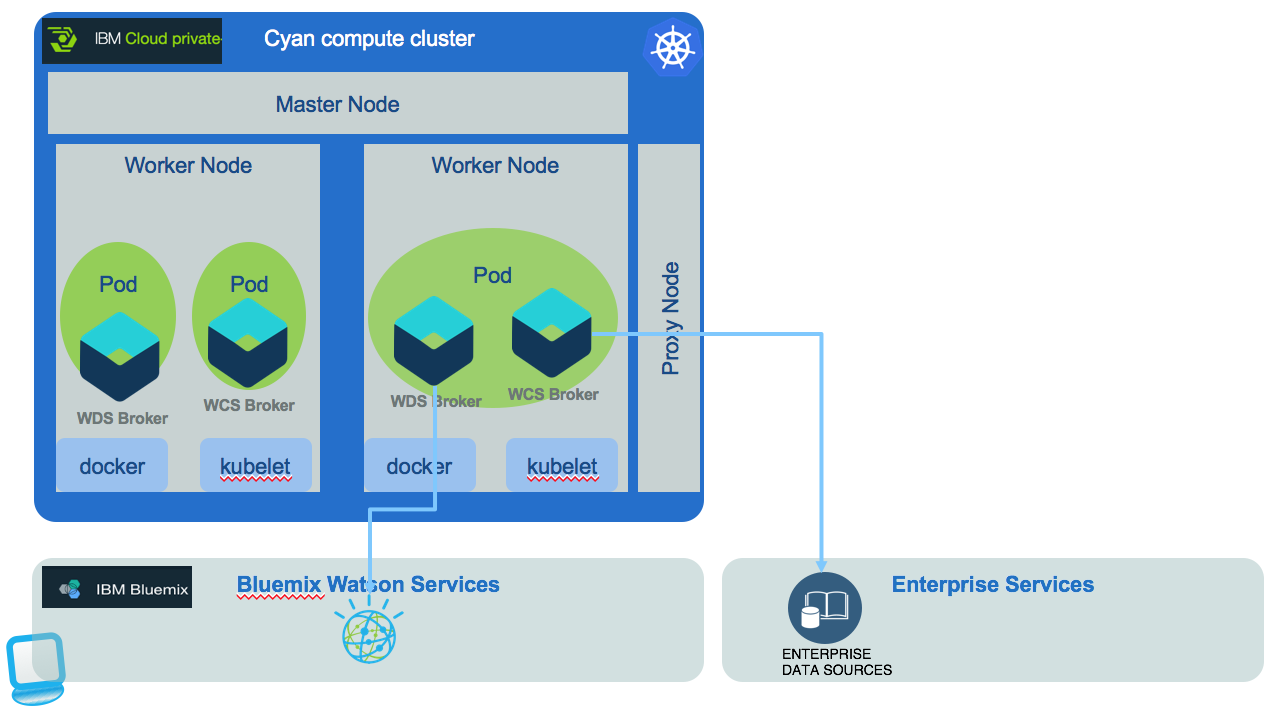 IBM Cloud private
Cyan compute cluster
Master Node
Worker Node
Worker Node
Proxy Node
Pod
Pod
Pod
WDS Broker
WCS Broker
WDS Broker
WCS Broker
docker
kubelet
docker
kubelet
IBM Bluemix
Bluemix Watson Services
Enterprise Services
ENTERPRISE
DATA SOURCES